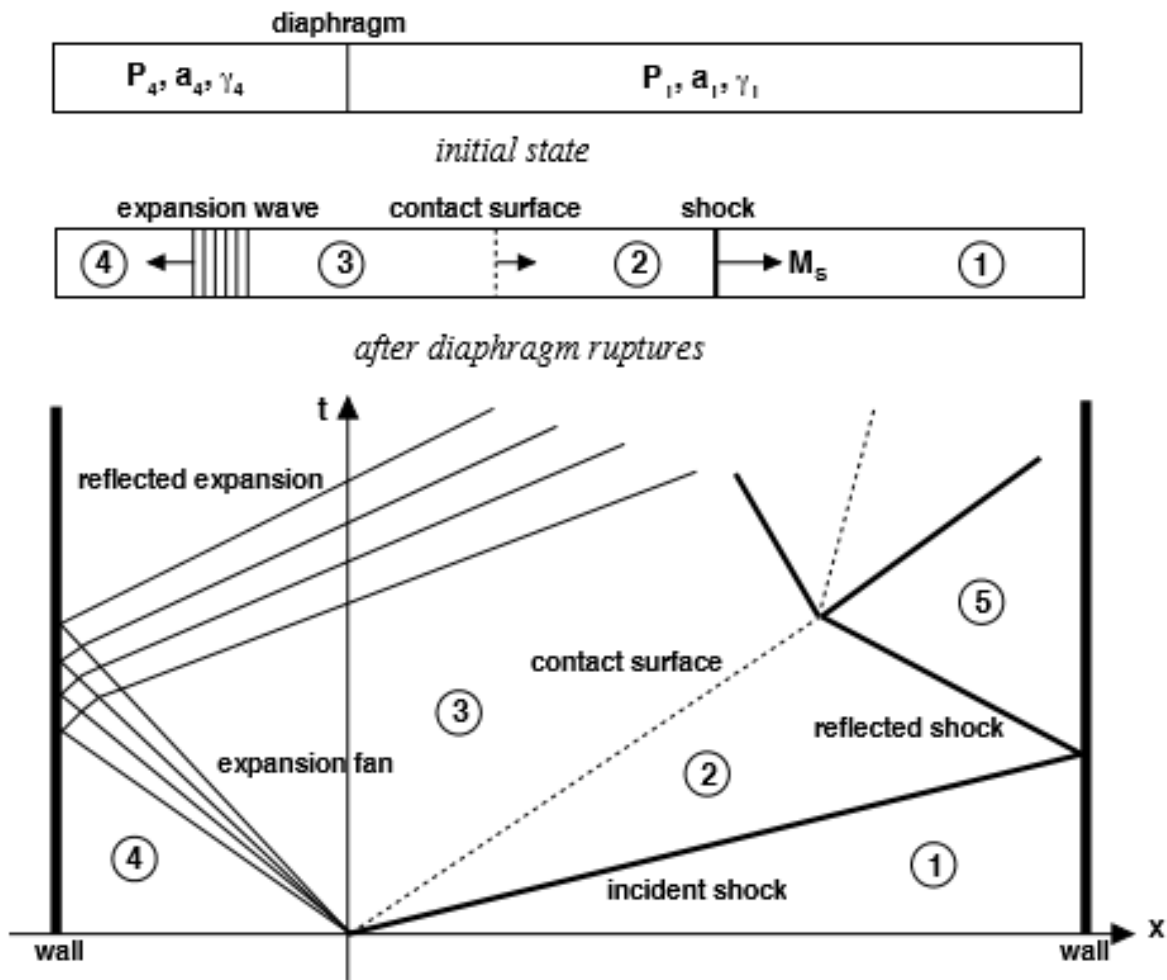 diaphragm
P₄, a₄, γ₄
P₁, a₁, γ₁
initial state
expansion wave
contact surface
shock
4
3
2
Mₛ
1
after diaphragm ruptures
t
reflected expansion
5
contact surface
3
reflected shock
expansion fan
2
4
1
incident shock
x
wall
wall